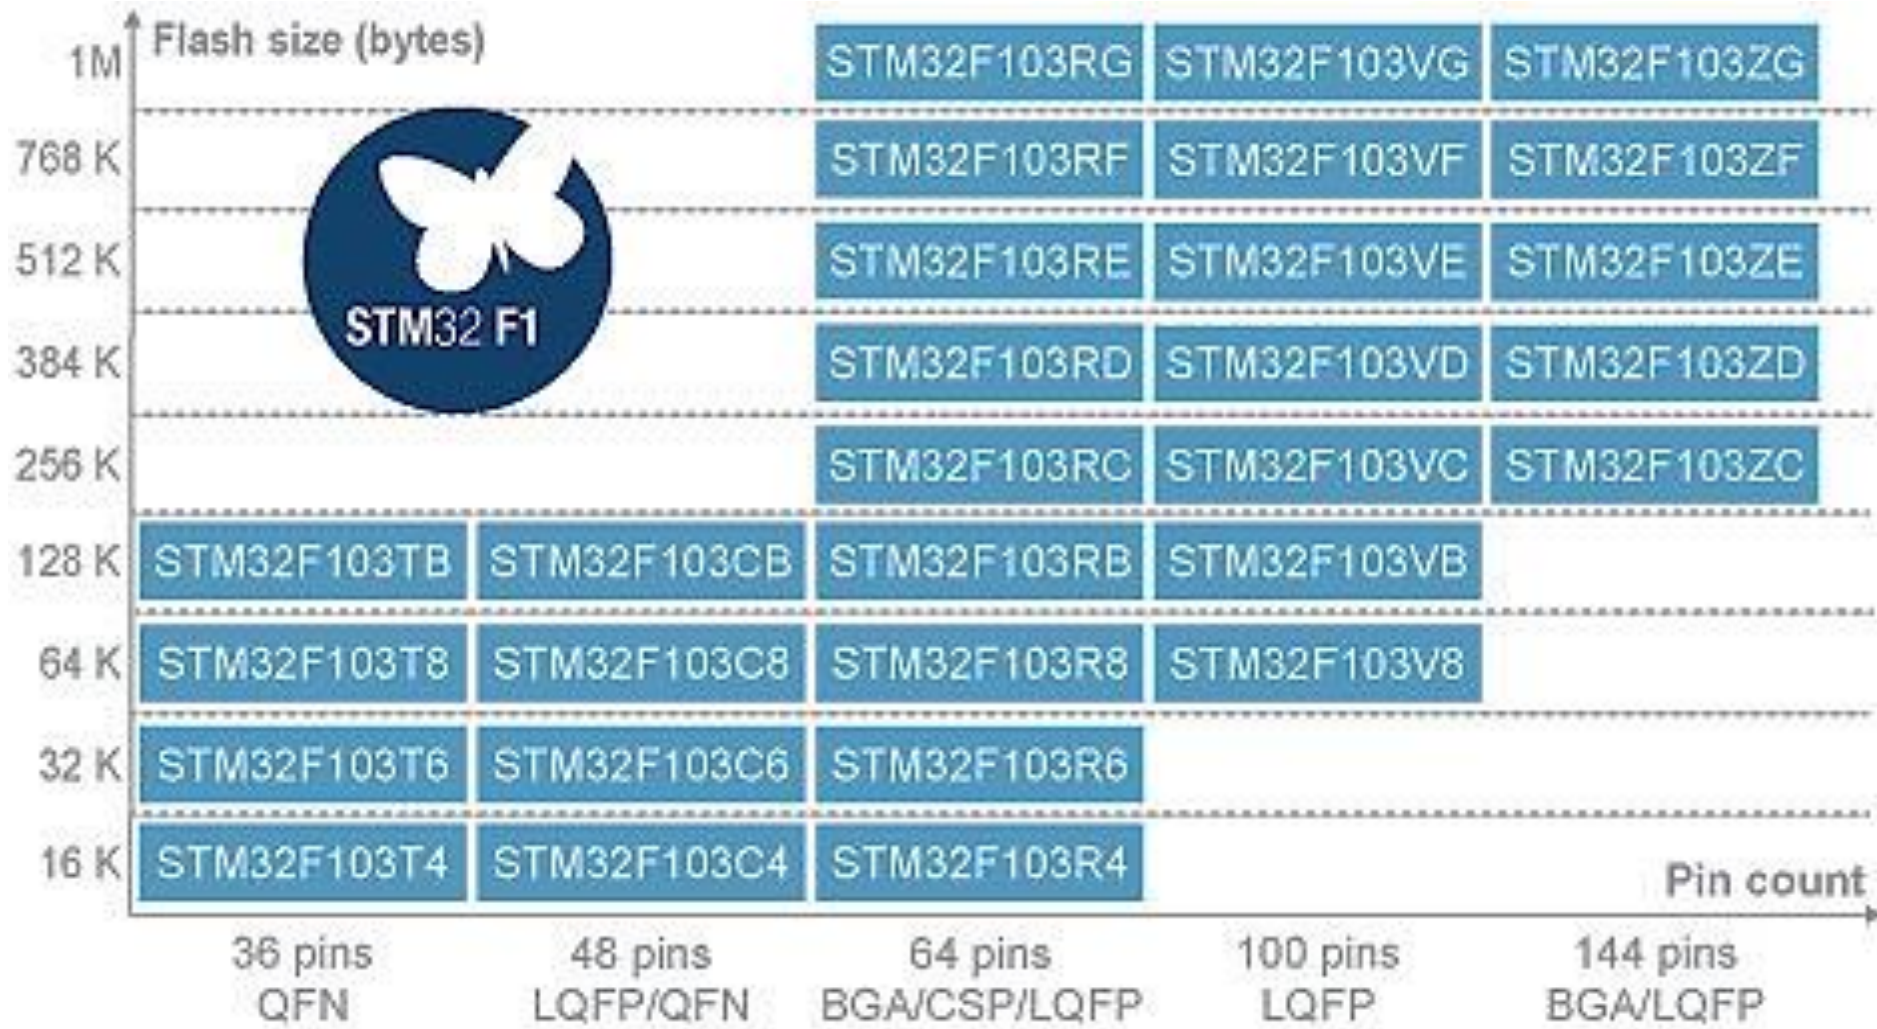 Flash size (bytes)
1M STM32F103RG STM32F103VG STM32F103ZG
768 K STM32F103RF STM32F103VF STM32F103ZF
512 K STM32F103RE STM32F103VE STM32F103ZE
STM32 F1
384 K STM32F103RD STM32F103VD STM32F103ZD
256 K STM32F103RC STM32F103VC STM32F103ZC
128 K STM32F103TB STM32F103CB STM32F103RB STM32F103VB
64 K STM32F103T8 STM32F103C8 STM32F103R8 STM32F103V8
32 K STM32F103T6 STM32F103C6 STM32F103R6
16 K STM32F103T4 STM32F103C4 STM32F103R4
Pin count
36 pins 48 pins 64 pins 100 pins 144 pins
QFN LQFP/QFN BGA/CSP/LQFP LQFP BGA/LQFP